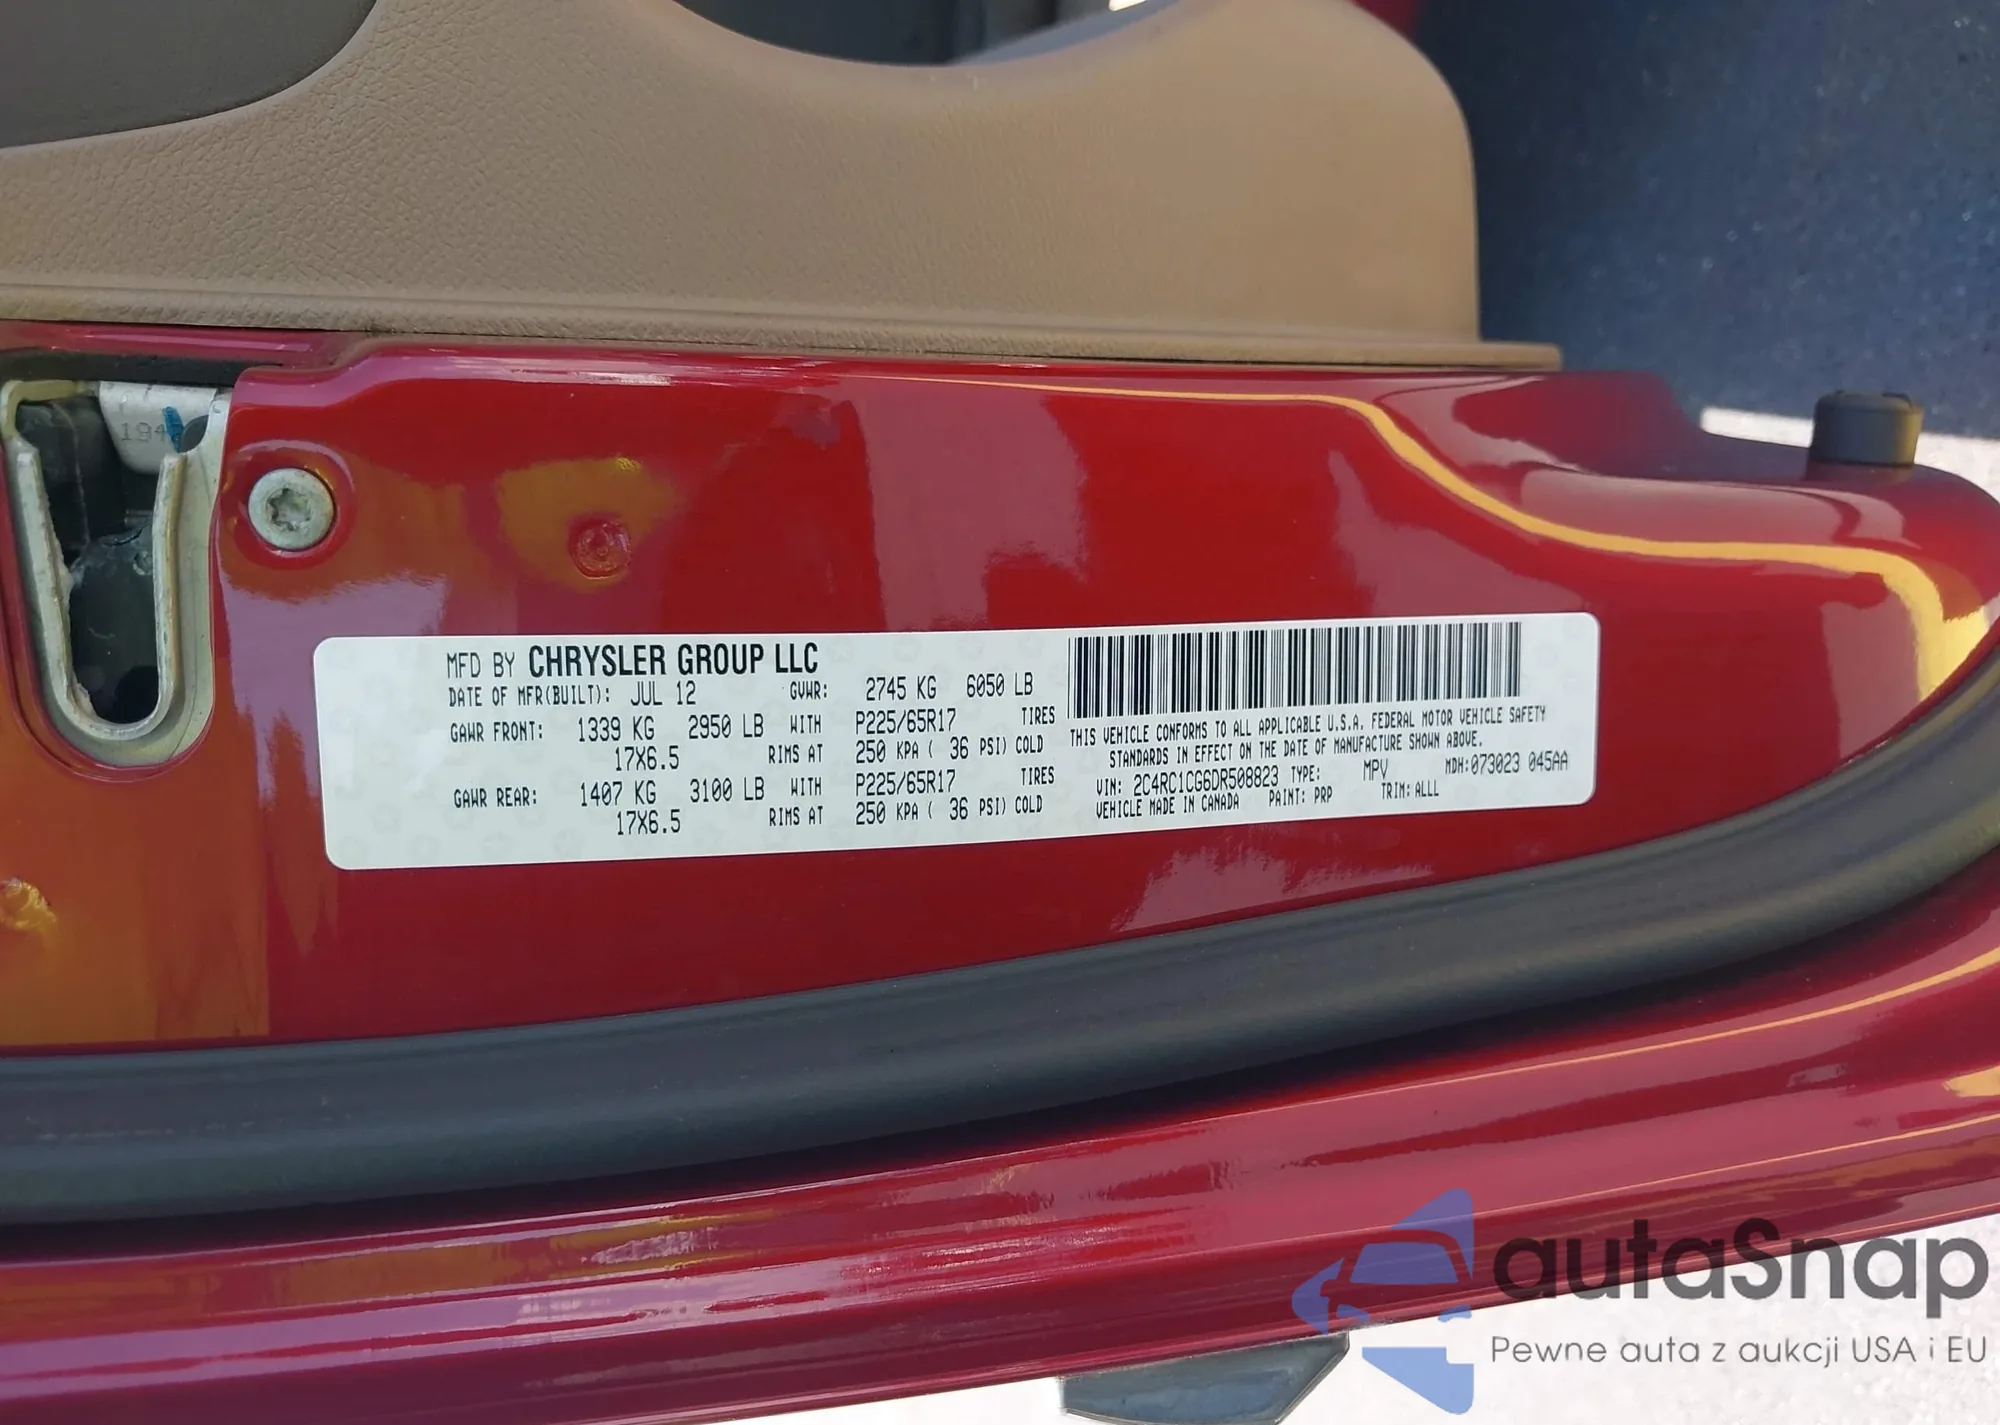 194
MFD BY CHRYSLER GROUP LLC
DATE OF MFR(BUILT): JUL 12 GVWR: 2745 KG 6050 LB
GAWR FRONT: 1339 KG 2950 LB WITH P225/65R17 TIRES
17X6.5 RIMS AT 250 KPA ( 36 PSI) COLD
GAWR REAR: 1407 KG 3100 LB WITH P225/65R17 TIRES
17X6.5 RIMS AT 250 KPA ( 36 PSI) COLD
THIS VEHICLE CONFORMS TO ALL APPLICABLE U.S.A. FEDERAL MOTOR VEHICLE SAFETY
STANDARDS IN EFFECT ON THE DATE OF MANUFACTURE SHOWN ABOVE.
VIN: 2C4RC1CG6DR508823 TYPE: MPV MDH:073023 045AA
VEHICLE MADE IN CANADA PAINT: PRP TRIM: ALLL
autaSnap
Pewne auta z aukcji USA i EU